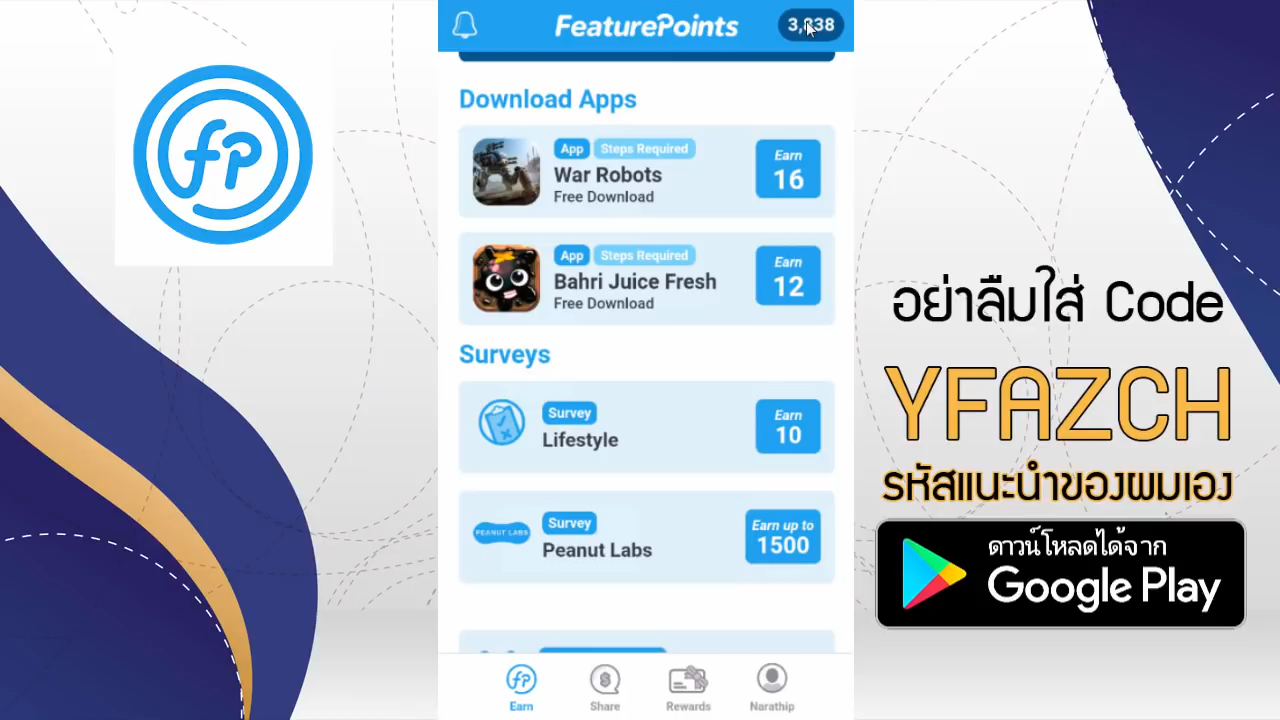 FeaturePoints
Download Apps
App Steps Required
War Robots
Free Download
Earn
16
App Steps Required
Bahri Juice Fresh
Free Download
Earn
12
Surveys
Survey
Lifestyle
Earn
10
PEANUT LABS
Survey
Peanut Labs
Earn up to
1500
Earn
Share
Rewards
Narathip
fp
อย่าลืมใส่ Code
YFAZCH
รหัสแนะนำของผมเอง
ดาวน์โหลดได้จาก
Google Play